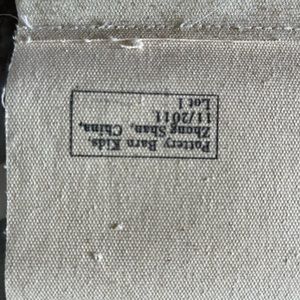 Pottery Barn Kids
Zhong Shan, China,
11/2011
Lot 1